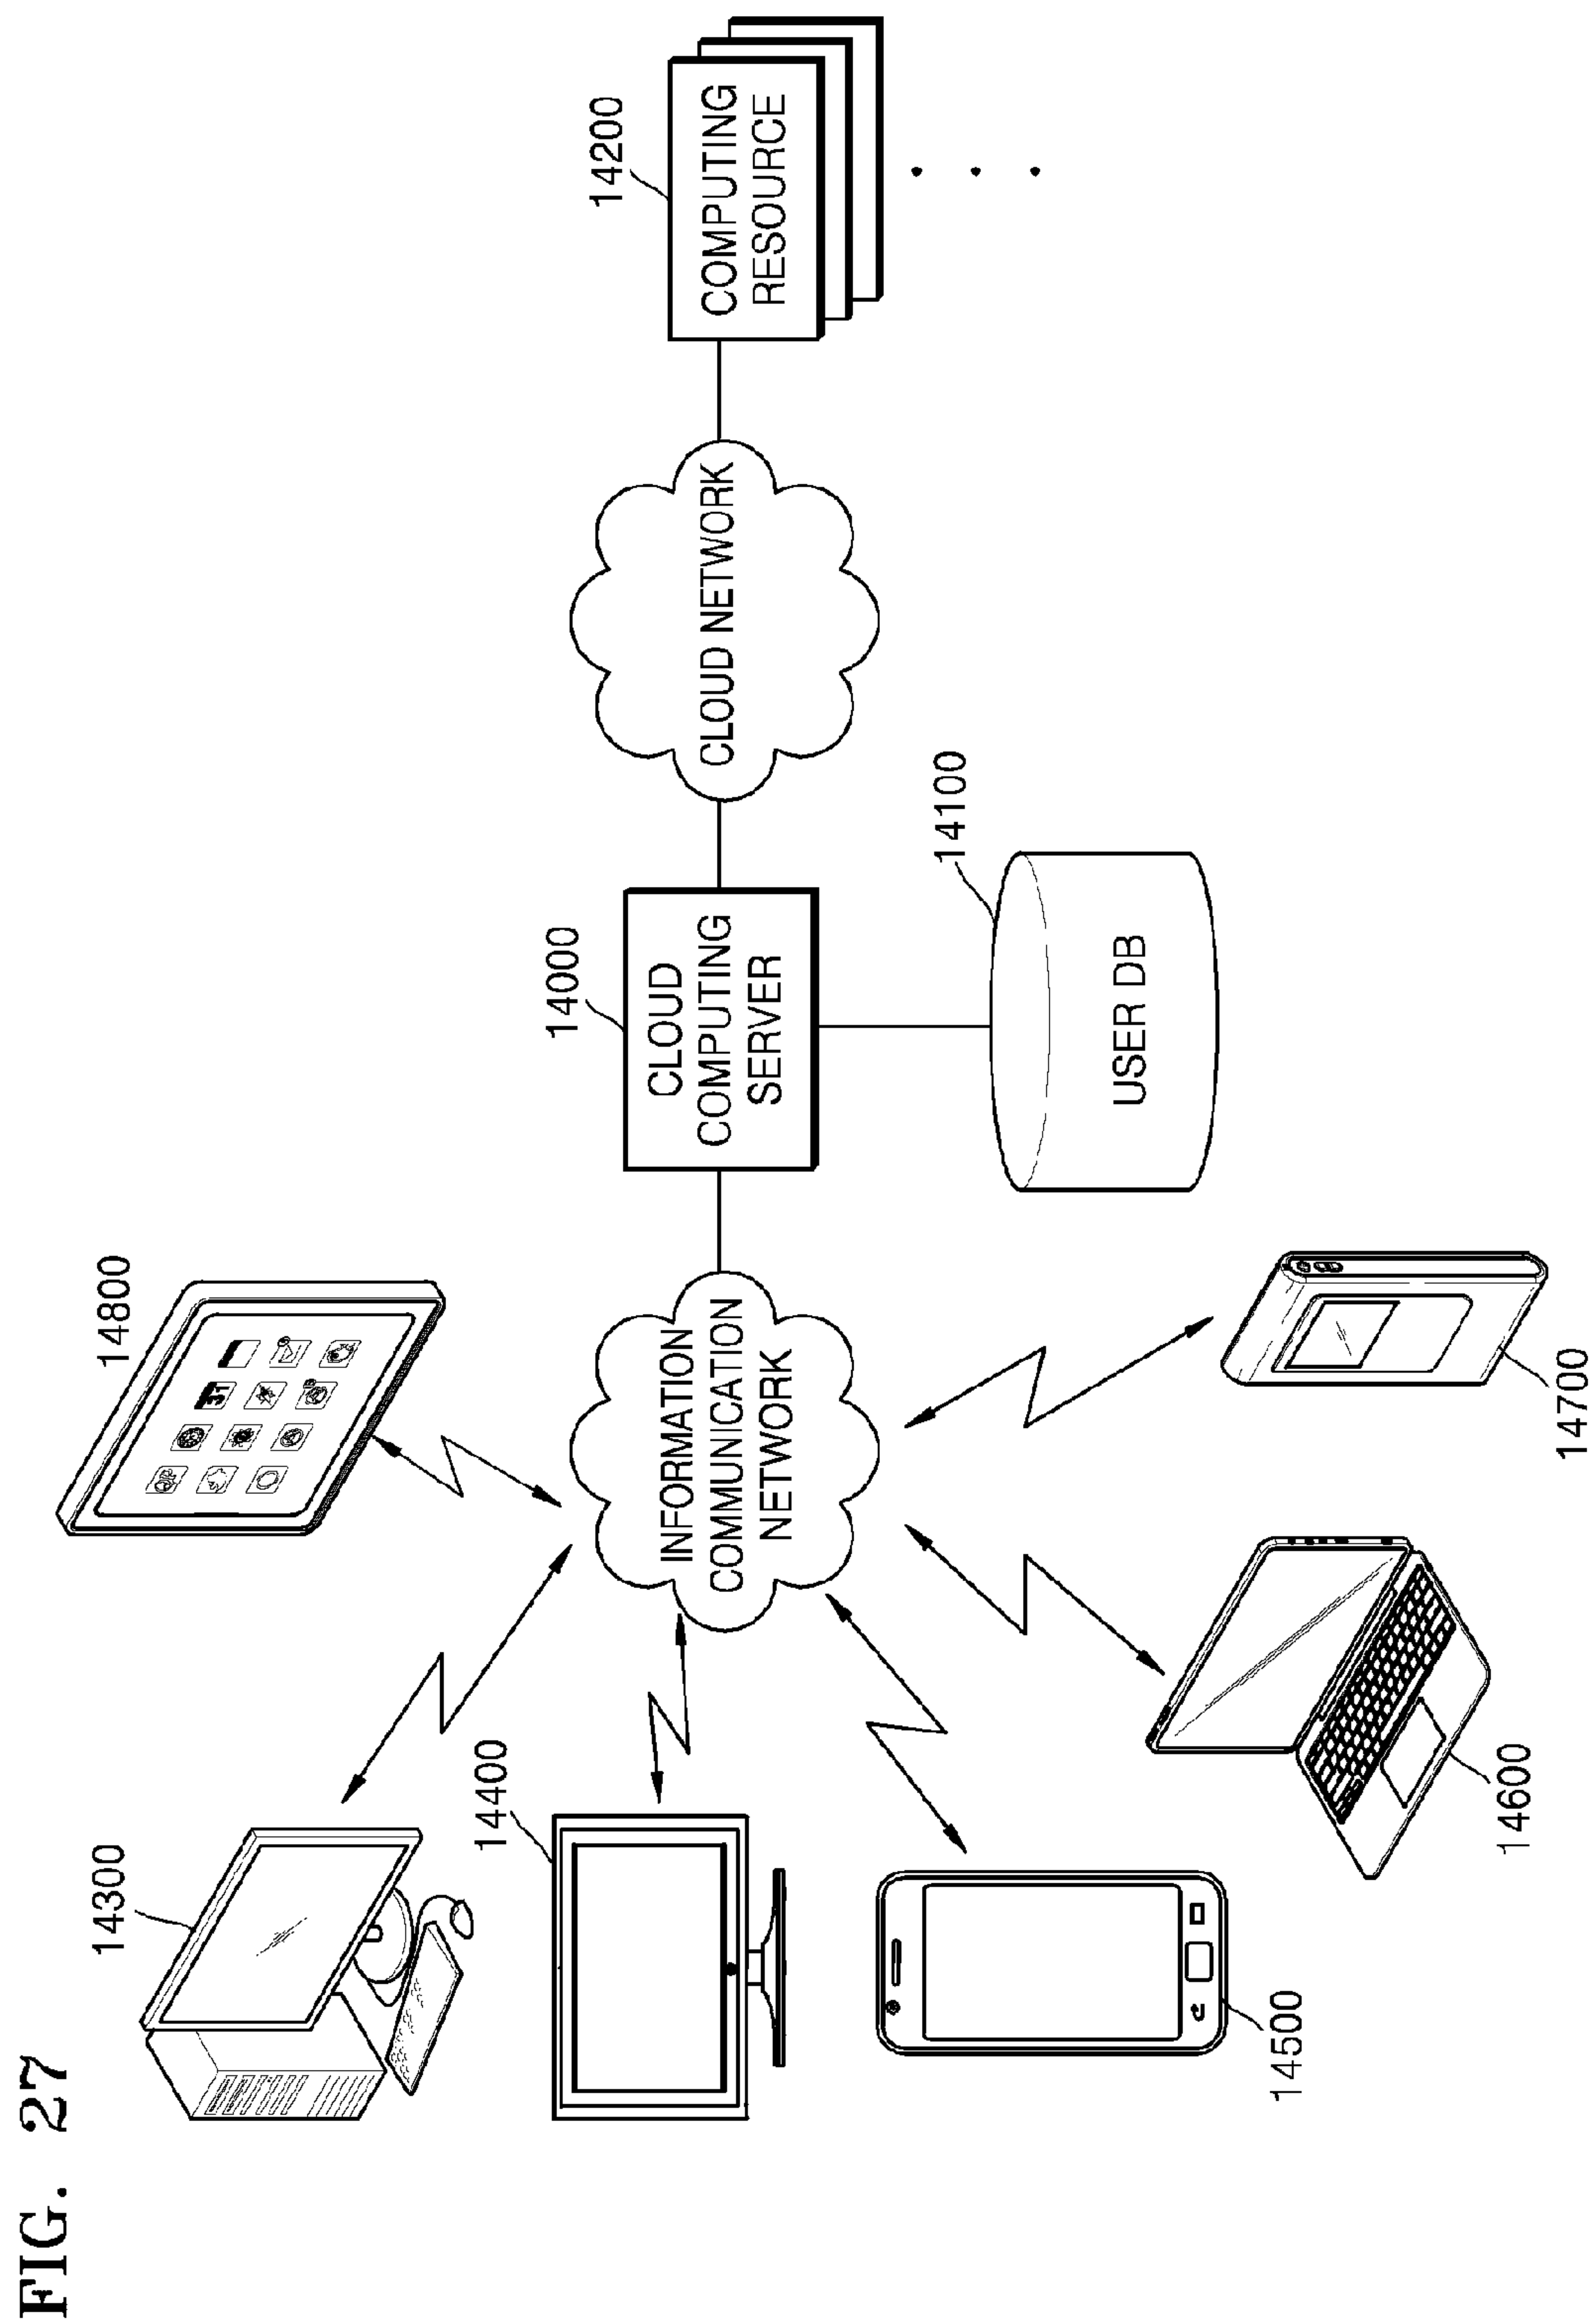 FIG. 27
14800
14300
14400
14500
14600
14700
INFORMATION
COMMUNICATION
NETWORK
14000
CLOUD
COMPUTING
SERVER
14100
USER DB
CLOUD NETWORK
14200
COMPUTING
RESOURCE
31